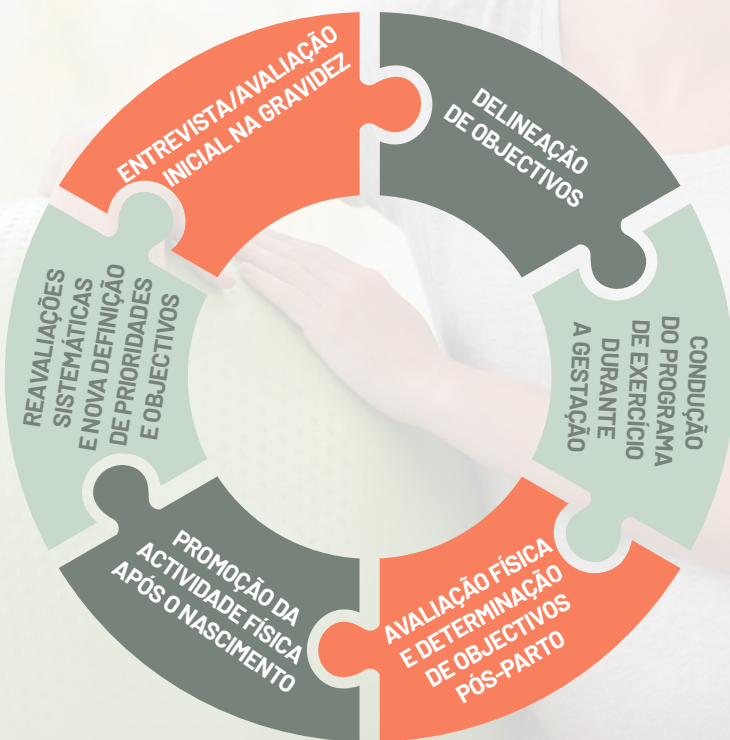 ENTREVISTA/AVALIAÇÃO
INICIAL NA GRAVIDEZ
DELINEAÇÃO
DE OBJECTIVOS
CONDUÇÃO
DO PROGRAMA
DE EXERCÍCIO
DURANTE
A GESTAÇÃO
AVALIAÇÃO FÍSICA
E DETERMINAÇÃO
DE OBJECTIVOS
PÓS-PARTO
PROMOÇÃO DA
ACTIVIDADE FÍSICA
APÓS O NASCIMENTO
REAVALIAÇÕES
SISTEMÁTICAS
E NOVA DEFINIÇÃO
DE PRIORIDADES
E OBJECTIVOS